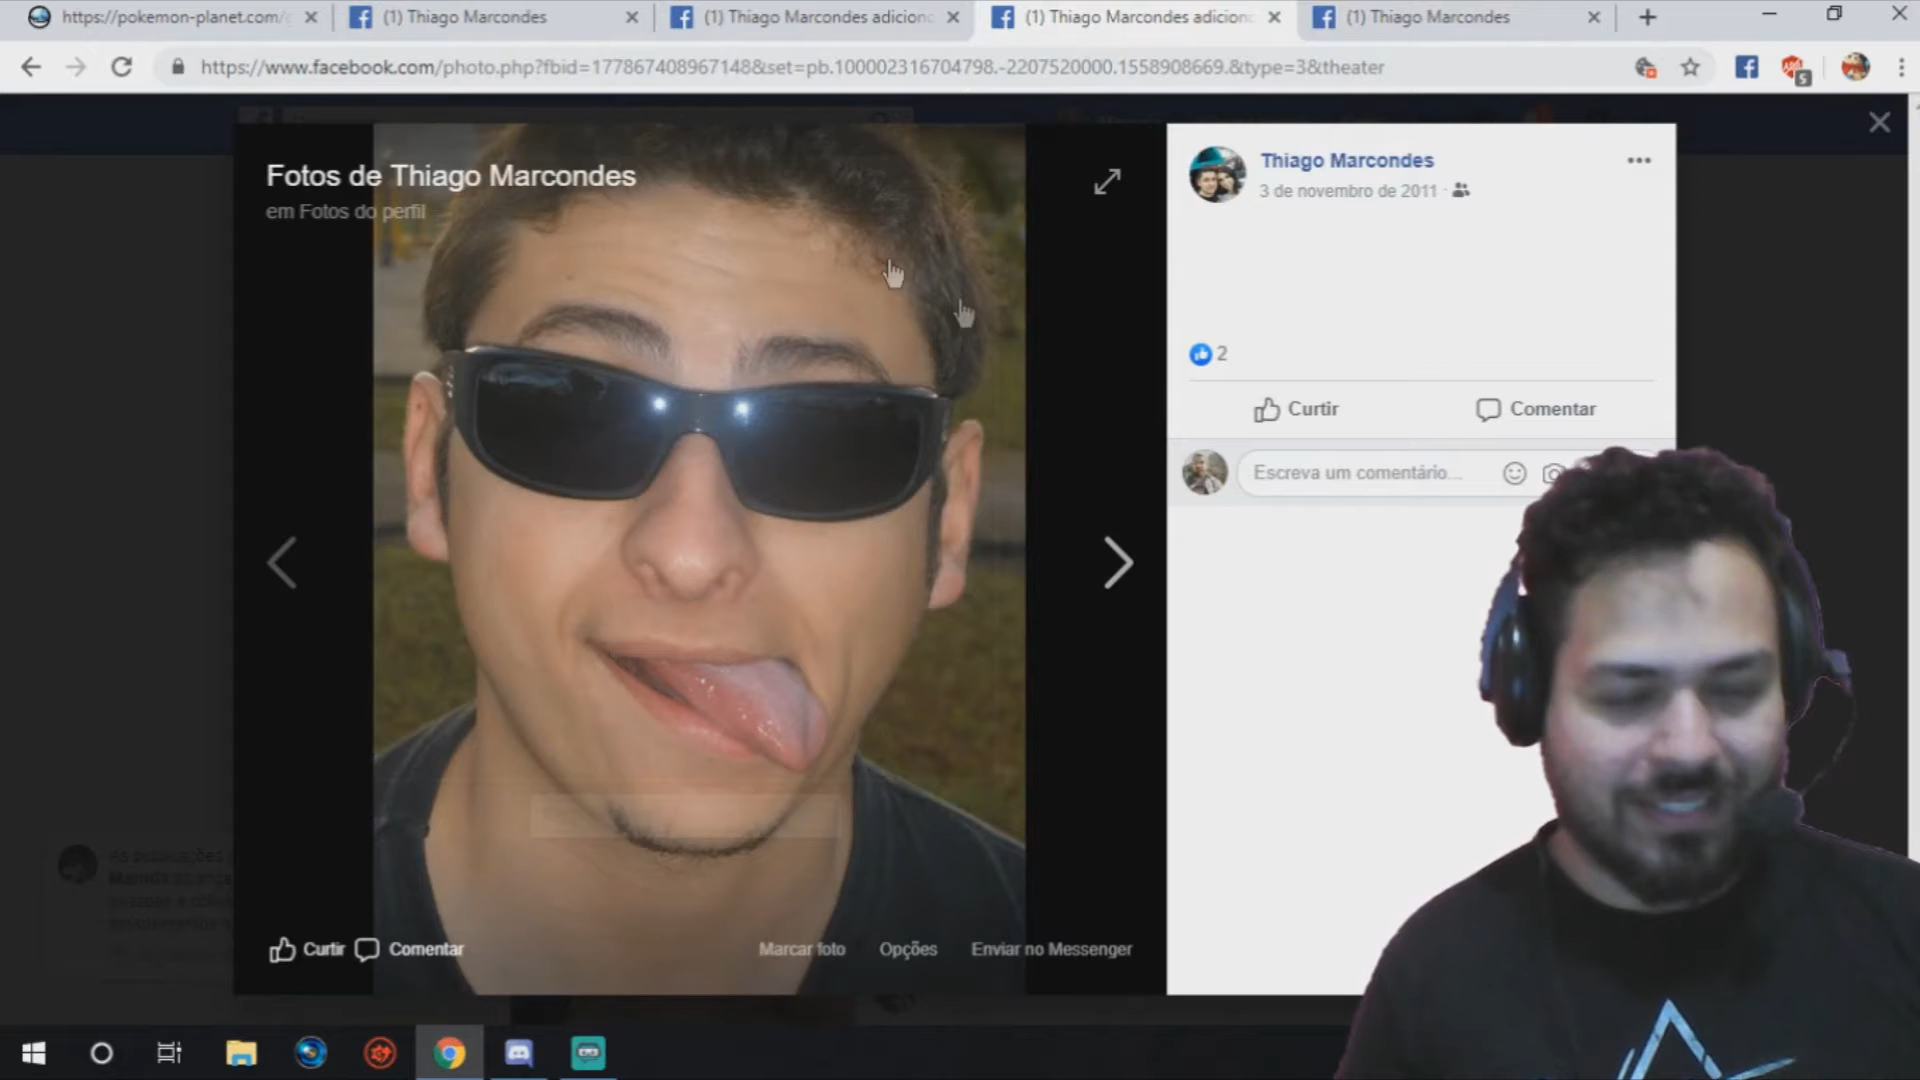 https://pokemon-planet.com/
(1) Thiago Marcondes
(1) Thiago Marcondes adicion
(1) Thiago Marcondes adicion
(1) Thiago Marcondes
https://www.facebook.com/photo.php?fbid=177867408967148&set=pb.100002316704798.-2207520000.1558908669.&type=3&theater
5
Fotos de Thiago Marcondes
em Fotos do perfil
Thiago Marcondes
3 de novembro de 2011 ·
2
Curtir Comentar
Escreva um comentário...
Curtir Comentar
Marcar foto Opções Enviar no Messenger